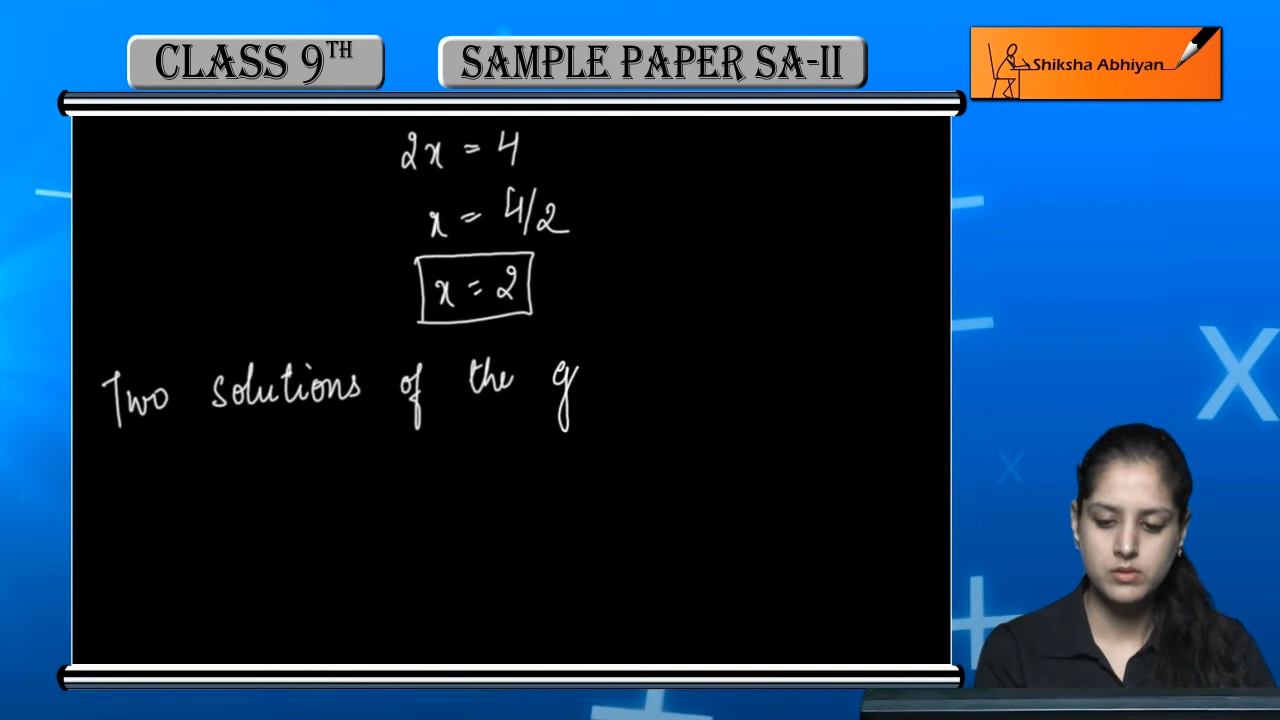 CLASS 9TH
SAMPLE PAPER SA-II
Shiksha Abhiyan
2x = 4
x = 4/2
x = 2
Two solutions of the g